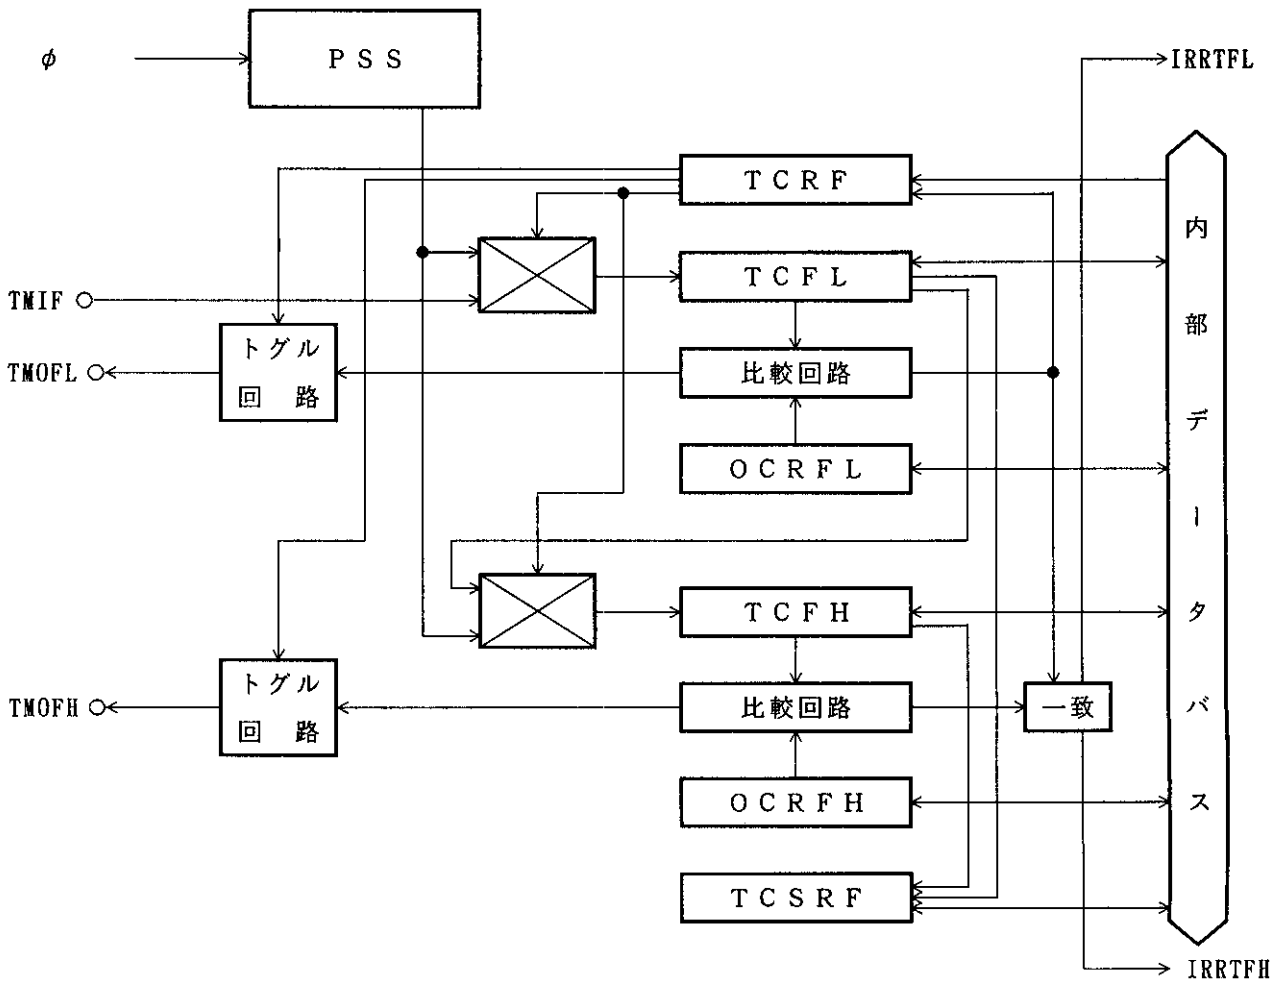 φ
PSS
IRRTFL
TCRF
TCFL
TMIF
トグル
回路
TMOFL
比較回路
OCRFL
内部データバス
TCFH
トグル
回路
TMOFH
比較回路
一致
OCRFH
TCSRF
IRRTFH